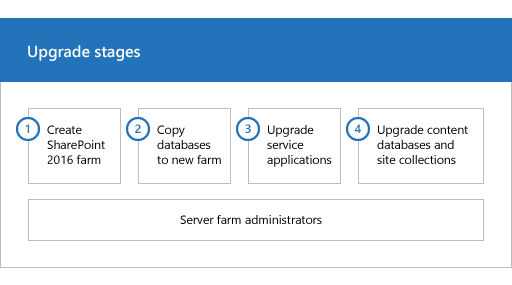 Upgrade stages
1
Create
SharePoint
2016 farm
2
Copy
databases
to new farm
3
Upgrade
service
applications
4
Upgrade content
databases and
site collections
Server farm administrators